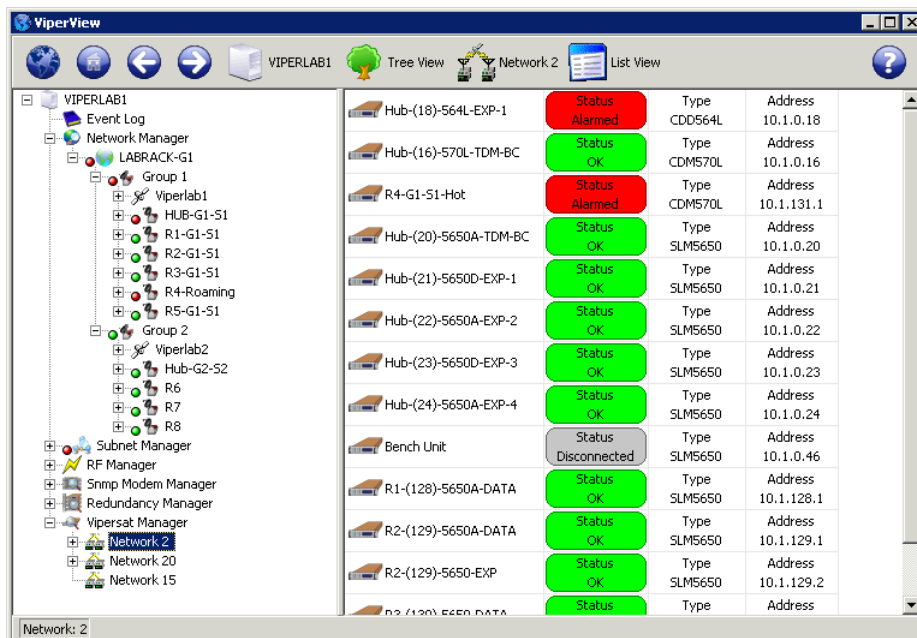 ViperView
VIPERLAB1
Tree View
Network 2
List View
VIPERLAB1
Event Log
Network Manager
LABRACK-G1
Group 1
Viperlab1
HUB-G1-S1
R1-G1-S1
R2-G1-S1
R3-G1-S1
R4-Roaming
R5-G1-S1
Group 2
Viperlab2
Hub-G2-S2
R6
R7
R8
Subnet Manager
RF Manager
Snmp Modem Manager
Redundancy Manager
Vipersat Manager
Network 2
Network 20
Network 15
Hub-(18)-564L-EXP-1 Status Alarmed Type CDD564L Address 10.1.0.18
Hub-(16)-570L-TDM-BC Status OK Type CDM570L Address 10.1.0.16
R4-G1-S1-Hot Status Alarmed Type CDM570L Address 10.1.131.1
Hub-(20)-5650A-TDM-BC Status OK Type SLM5650 Address 10.1.0.20
Hub-(21)-5650D-EXP-1 Status OK Type SLM5650 Address 10.1.0.21
Hub-(22)-5650A-EXP-2 Status OK Type SLM5650 Address 10.1.0.22
Hub-(23)-5650D-EXP-3 Status OK Type SLM5650 Address 10.1.0.23
Hub-(24)-5650A-EXP-4 Status OK Type SLM5650 Address 10.1.0.24
Bench Unit Status Disconnected Type SLM5650 Address 10.1.0.46
R1-(128)-5650A-DATA Status OK Type SLM5650 Address 10.1.128.1
R2-(129)-5650A-DATA Status OK Type SLM5650 Address 10.1.129.1
R2-(129)-5650-EXP Status OK Type SLM5650 Address 10.1.129.2
Status Type Address
Network: 2